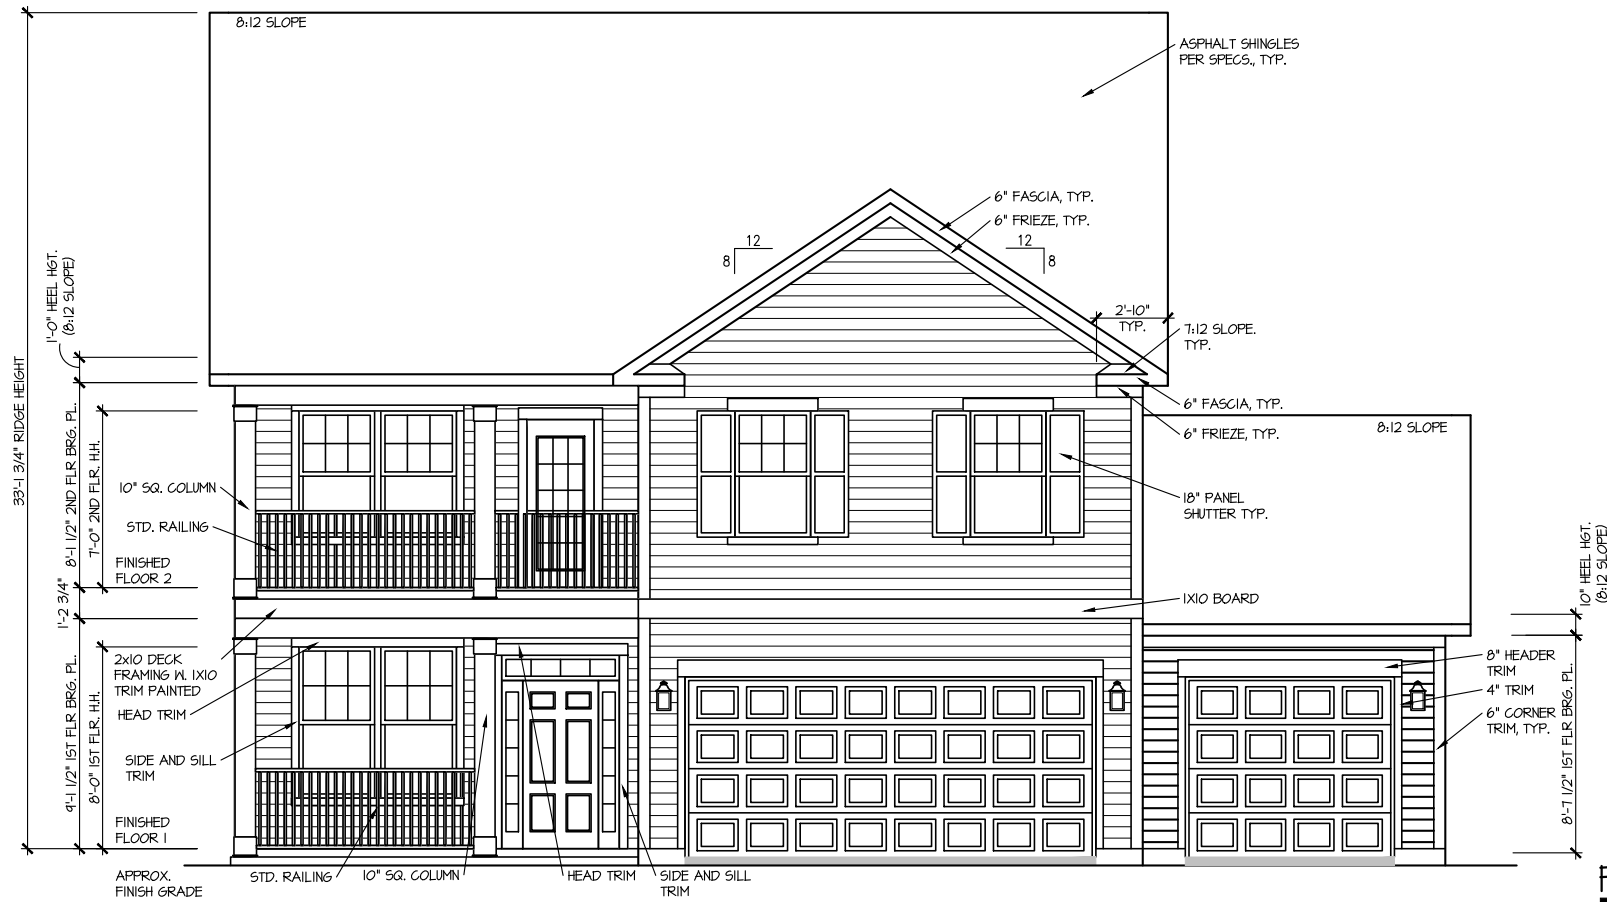 8:12 SLOPE
ASPHALT SHINGLES
PER SPECS., TYP.
6" FASCIA, TYP.
6" FRIEZE, TYP.
12
8
12
8
2'-10"
TYP.
7:12 SLOPE.
TYP.
6" FASCIA, TYP.
6" FRIEZE, TYP.
8:12 SLOPE
1'-0" HEEL HGT.
(8:12 SLOPE)
33'-1 3/4" RIDGE HEIGHT
8'-1 1/2" 2ND FLR BRG. PL.
7'-0" 2ND FLR. H.H.
10" SQ. COLUMN
STD. RAILING
FINISHED
FLOOR 2
18" PANEL
SHUTTER TYP.
1'-2 3/4"
1X10 BOARD
10" HEEL HGT.
(8:12 SLOPE)
2x10 DECK
FRAMING W. 1X10
TRIM PAINTED
HEAD TRIM
SIDE AND SILL
TRIM
9'-1 1/2" 1ST FLR BRG. PL.
8'-0" 1ST FLR. H.H.
FINISHED
FLOOR 1
8" HEADER
TRIM
4" TRIM
6" CORNER
TRIM, TYP.
8'-7 1/2" 1ST FLR BRG. PL.
APPROX.
FINISH GRADE
STD. RAILING
10" SQ. COLUMN
HEAD TRIM
SIDE AND SILL
TRIM